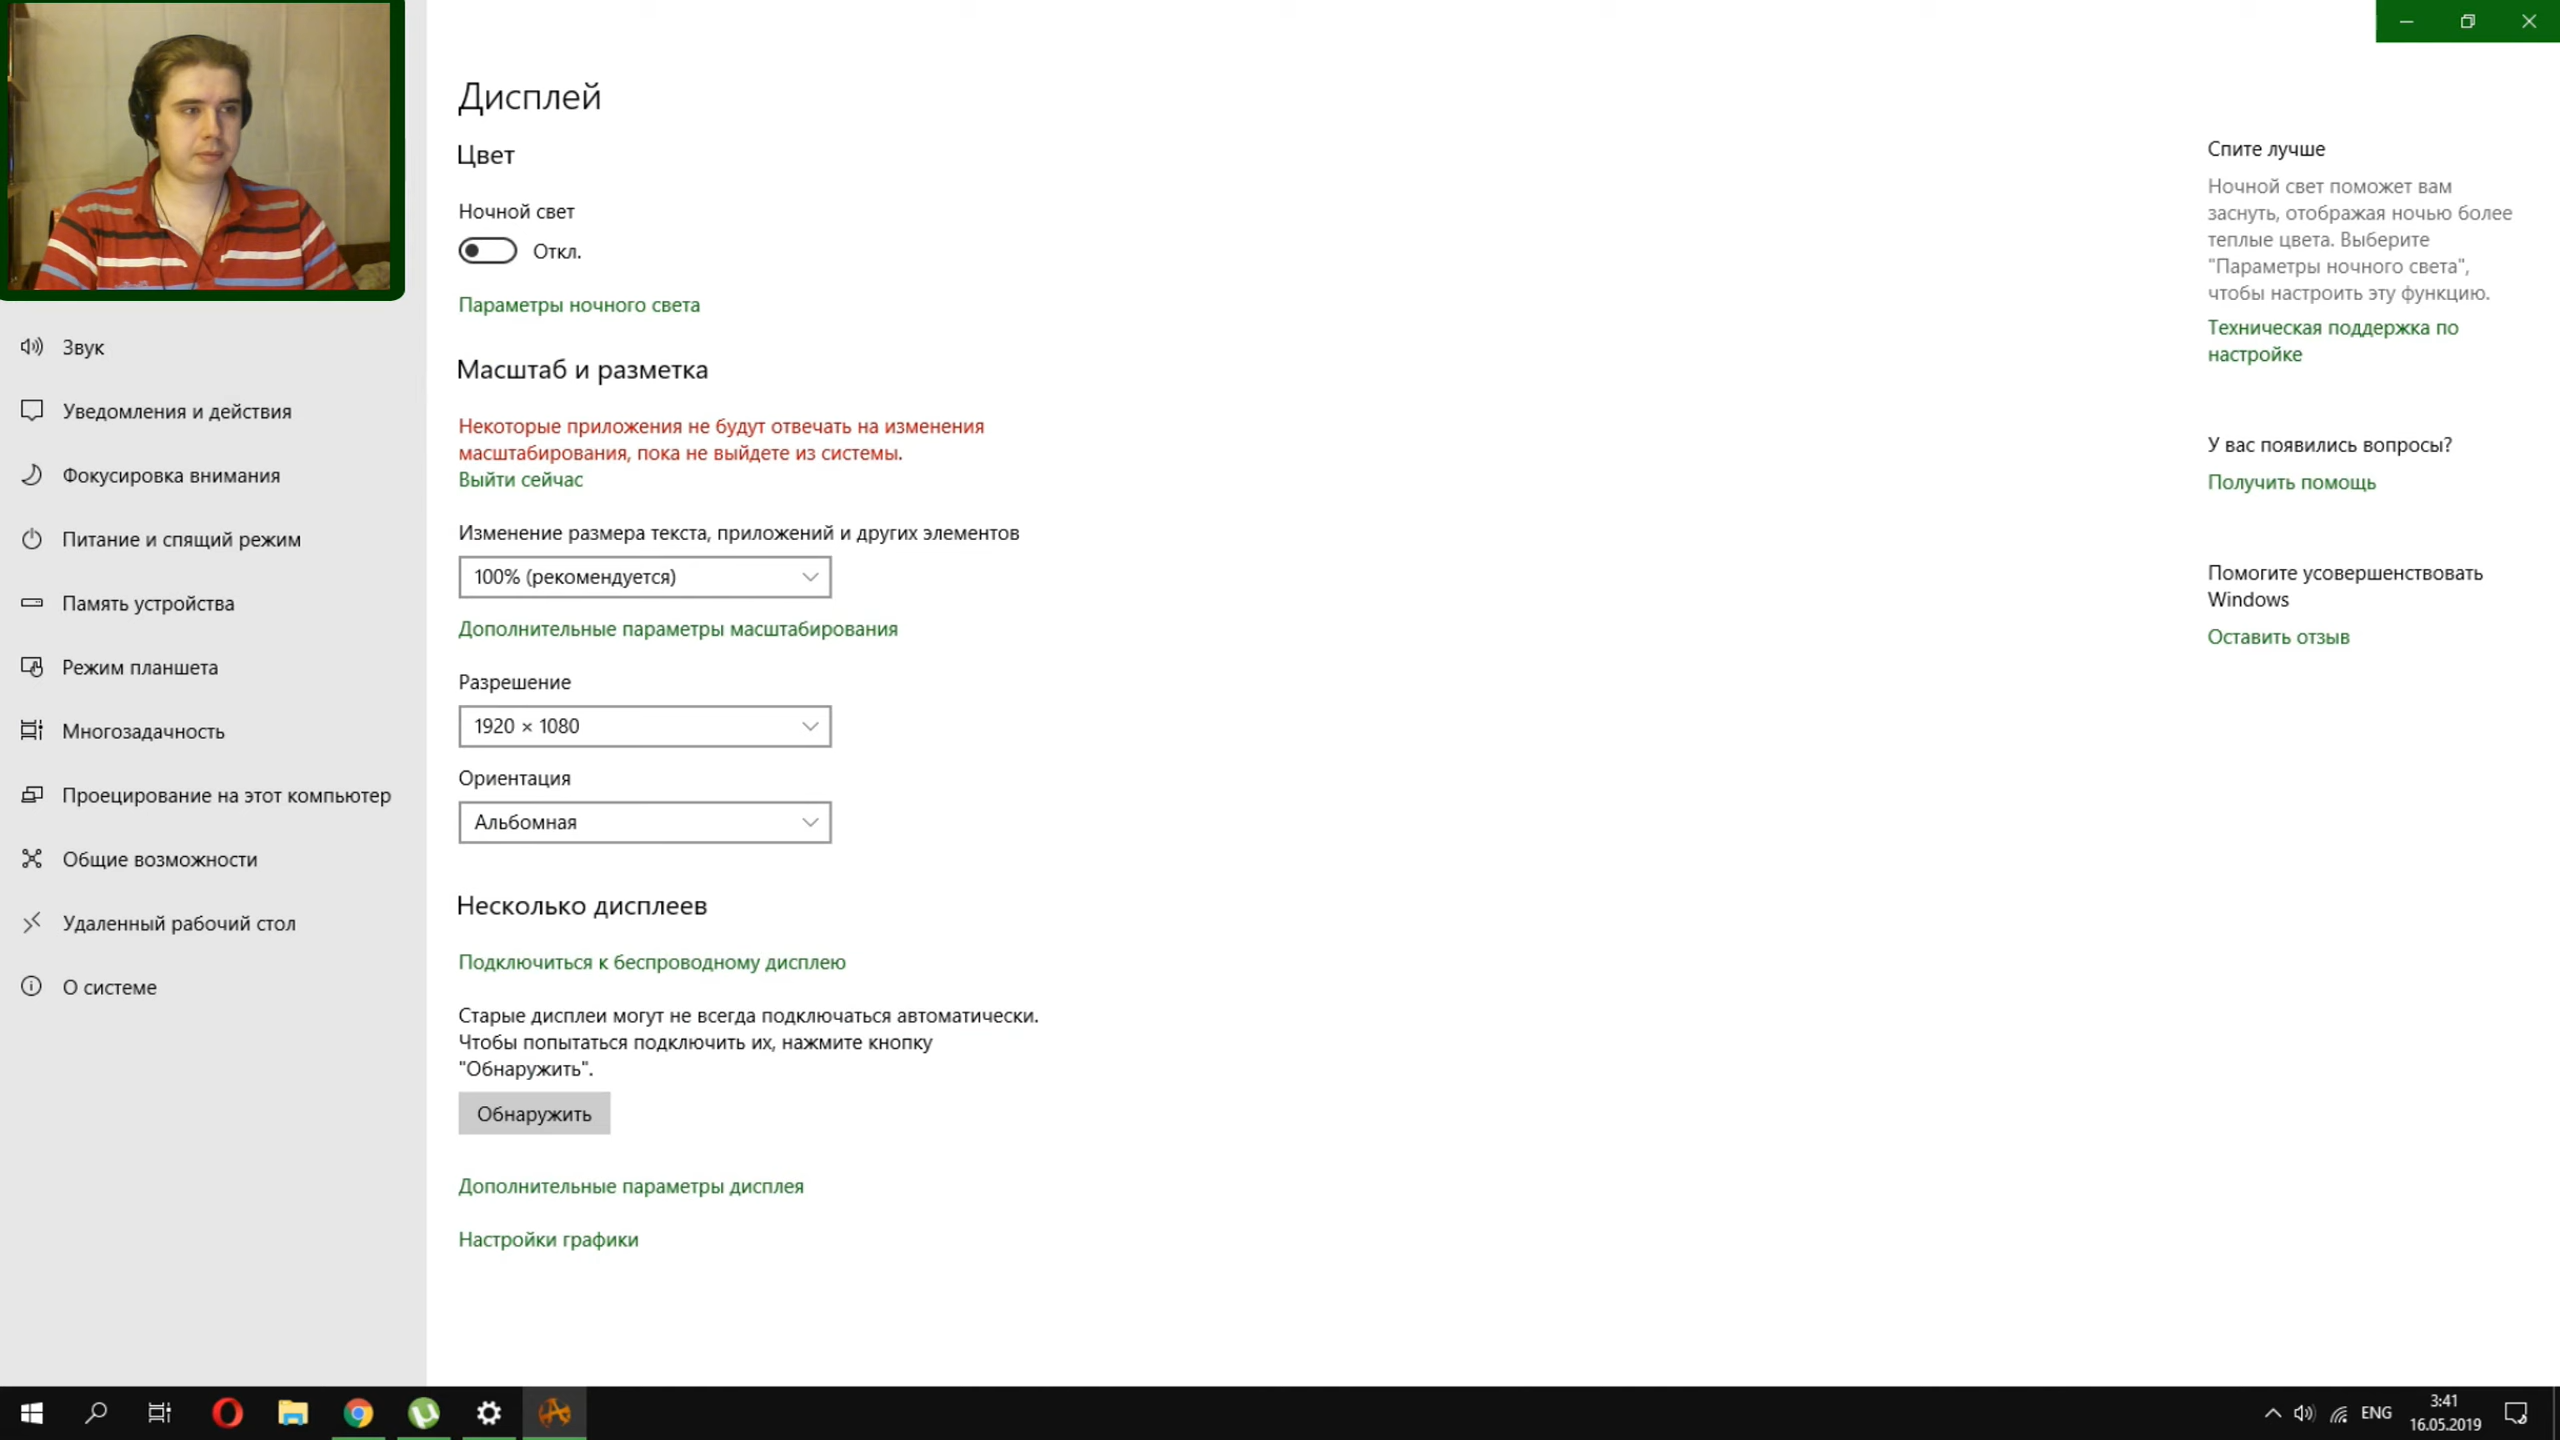 Дисплей
Цвет
Ночной свет
Откл.
Параметры ночного света
Масштаб и разметка
Некоторые приложения не будут отвечать на изменения
масштабирования, пока не выйдете из системы.
Выйти сейчас
Изменение размера текста, приложений и других элементов
100% (рекомендуется)
Дополнительные параметры масштабирования
Разрешение
1920 × 1080
Ориентация
Альбомная
Несколько дисплеев
Подключиться к беспроводному дисплею
Старые дисплеи могут не всегда подключаться автоматически.
Чтобы попытаться подключить их, нажмите кнопку
"Обнаружить".
Обнаружить
Дополнительные параметры дисплея
Настройки графики
Звук
Уведомления и действия
Фокусировка внимания
Питание и спящий режим
Память устройства
Режим планшета
Многозадачность
Проецирование на этот компьютер
Общие возможности
Удаленный рабочий стол
О системе
Спите лучше
Ночной свет поможет вам
заснуть, отображая ночью более
теплые цвета. Выберите
"Параметры ночного света",
чтобы настроить эту функцию.
Техническая поддержка по
настройке
У вас появились вопросы?
Получить помощь
Помогите усовершенствовать
Windows
Оставить отзыв
ENG
3:41
16.05.2019